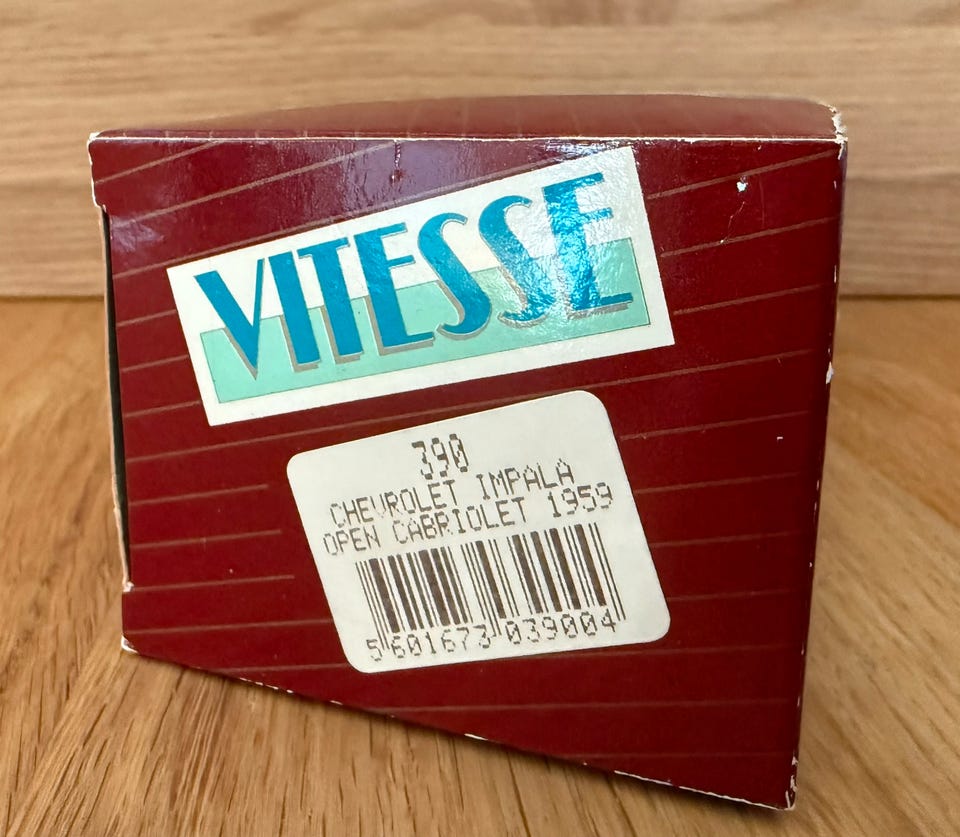 VITESSE
390
CHEVROLET IMPALA
OPEN CABRIOLET 1959
5 601673 039004